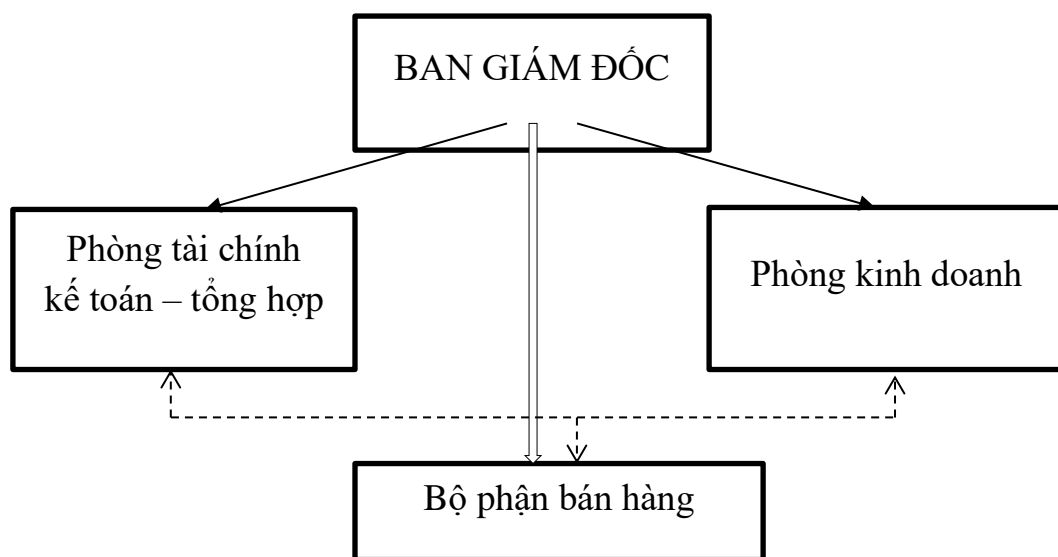 BAN GIÁM ĐỐC
Phòng tài chính
kế toán – tổng hợp
Phòng kinh doanh
Bộ phận bán hàng